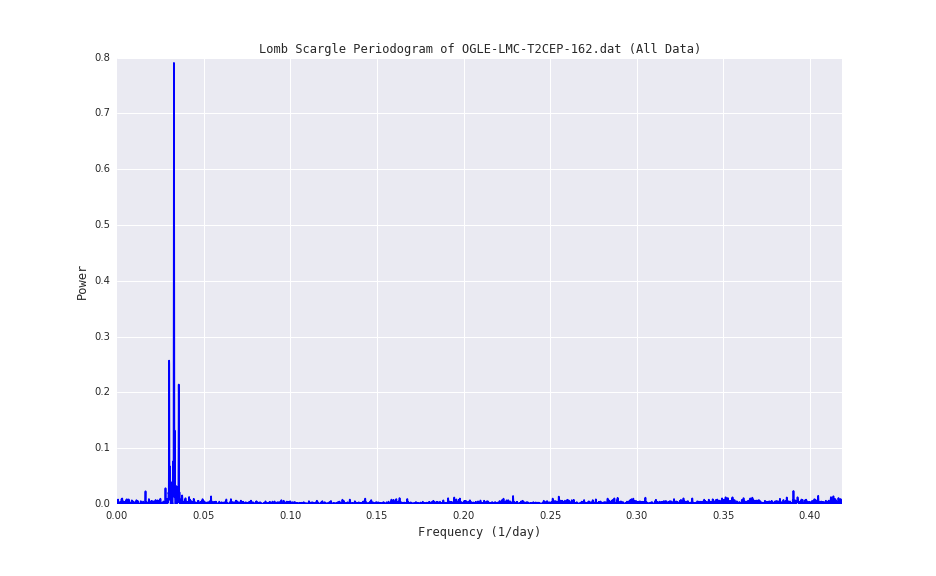 Lomb Scargle Periodogram of OGLE-LMC-T2CEP-162.dat (All Data)
0.8
0.7
0.6
0.5
0.4
0.3
0.2
0.1
0.0
Power
0.00 0.05 0.10 0.15 0.20 0.25 0.30 0.35 0.40
Frequency (1/day)